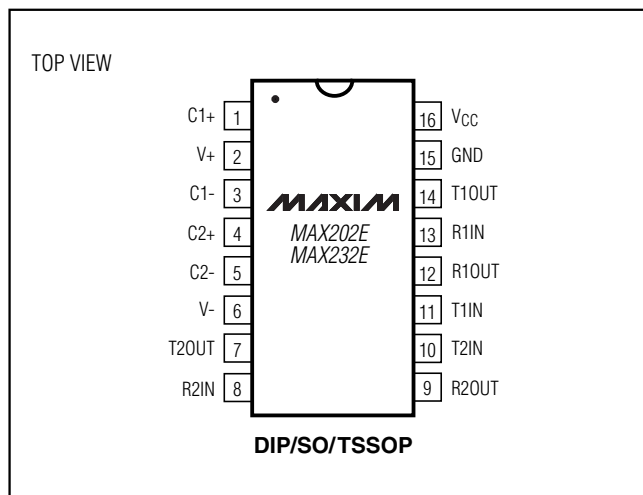 TOP VIEW
C1+ 1
V+ 2
C1- 3
C2+ 4
C2- 5
V- 6
T2OUT 7
R2IN 8
MAXIM
MAX202E
MAX232E
16 VCC
15 GND
14 T1OUT
13 R1IN
12 R1OUT
11 T1IN
10 T2IN
9 R2OUT
DIP/SO/TSSOP